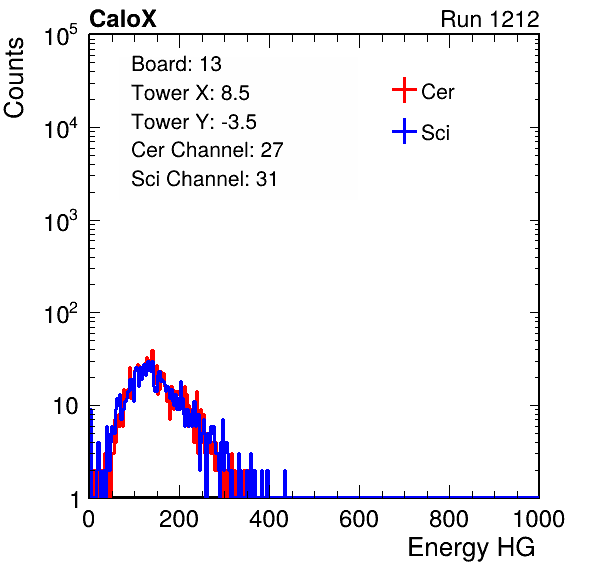 CaloX Run 1212
Counts
10^5
10^4
10^3
10^2
10
1
Board: 13
Tower X: 8.5
Tower Y: -3.5
Cer Channel: 27
Sci Channel: 31
Cer
Sci
0 200 400 600 800 1000
Energy HG